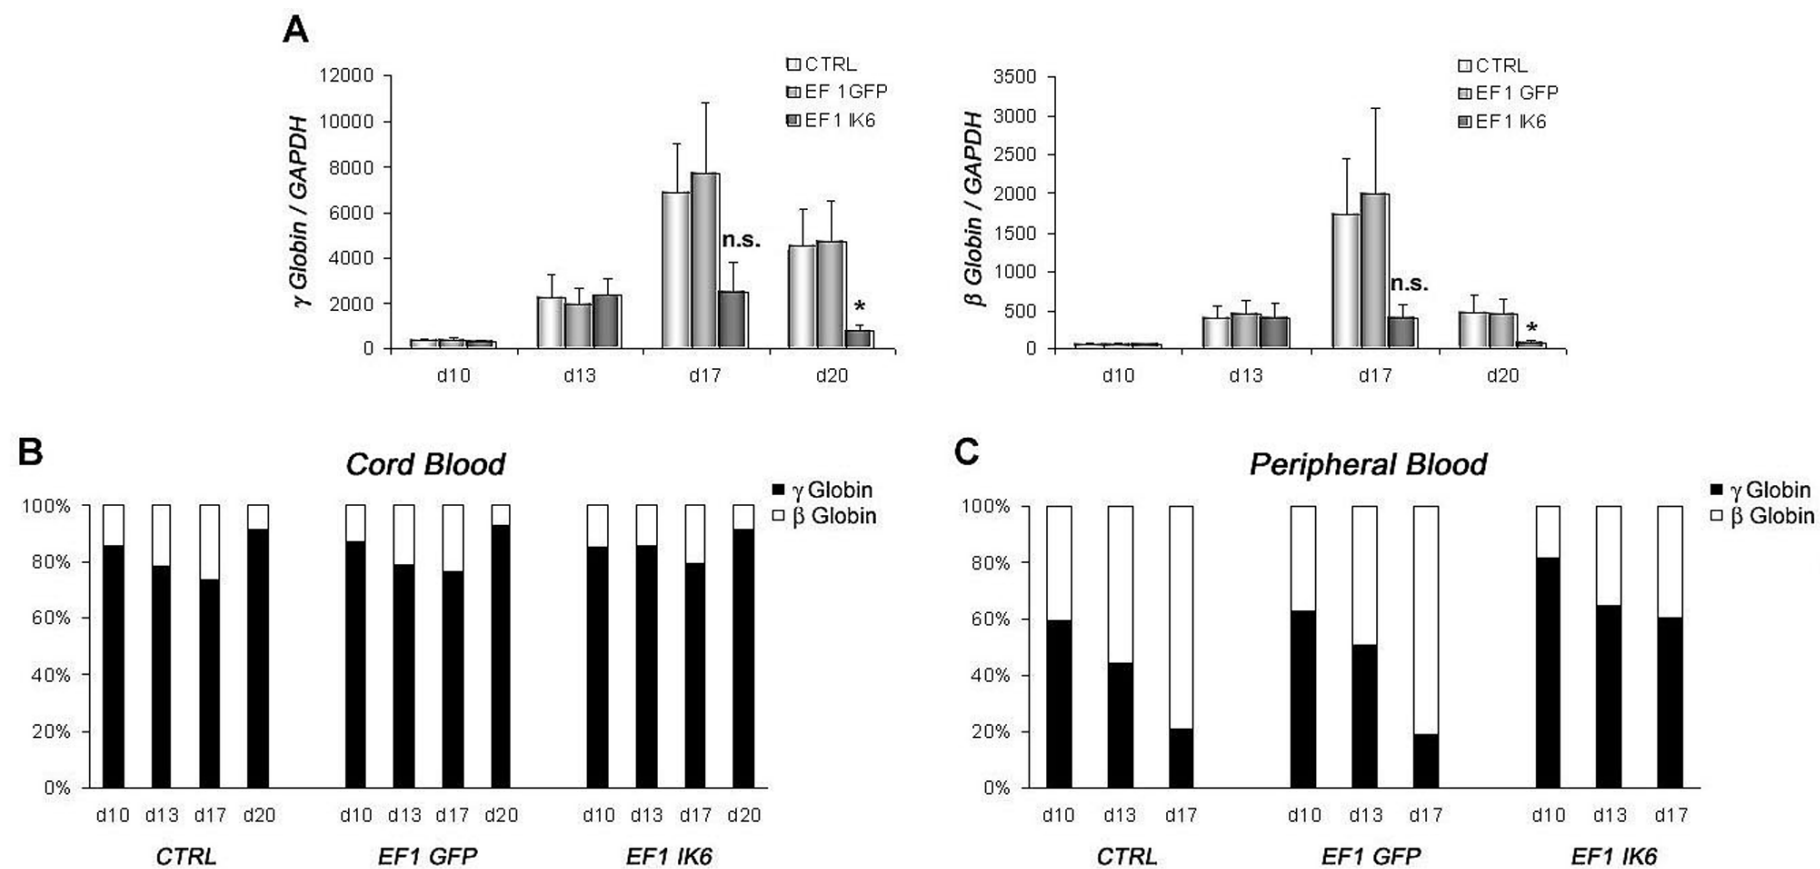 A
γ Globin / GAPDH
12000
10000
8000
6000
4000
2000
0
CTRL
EF 1GFP
EF1 IK6
n.s.
*
d10 d13 d17 d20
β Globin / GAPDH
3500
3000
2500
2000
1500
1000
500
0
CTRL
EF1 GFP
EF1 IK6
n.s.
*
d10 d13 d17 d20
B
Cord Blood
γ Globin
β Globin
100%
80%
60%
40%
20%
0%
d10 d13 d17 d20 d10 d13 d17 d20 d10 d13 d17 d20
CTRL EF1 GFP EF1 IK6
C
Peripheral Blood
γ Globin
β Globin
100%
80%
60%
40%
20%
0%
d10 d13 d17 d10 d13 d17 d10 d13 d17
CTRL EF1 GFP EF1 IK6